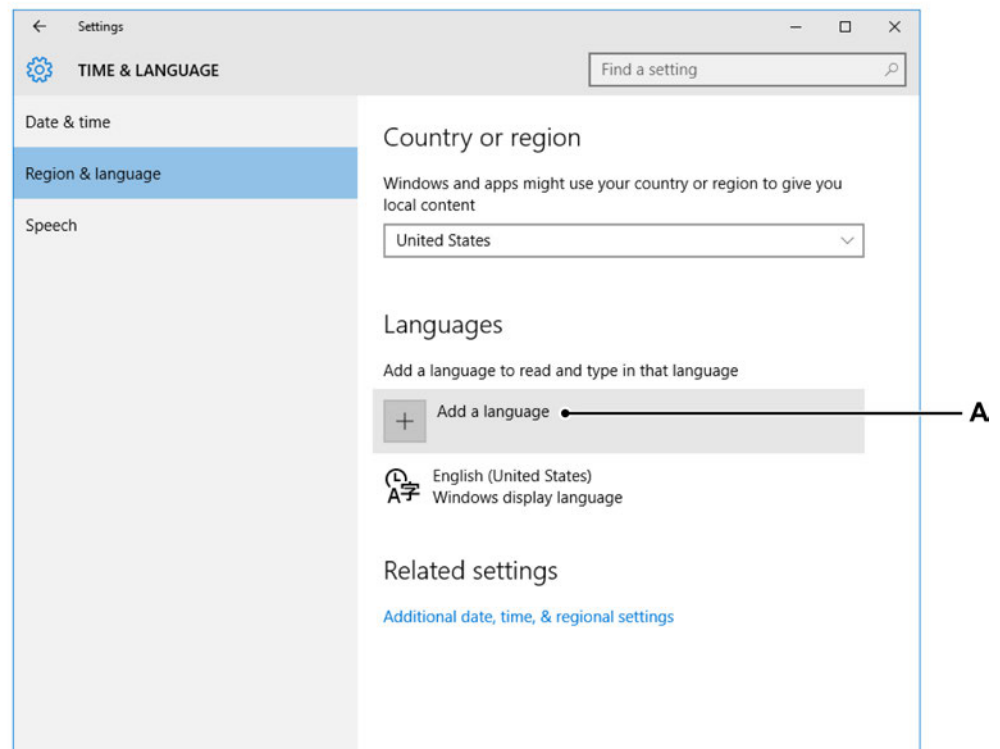 Settings
TIME & LANGUAGE
Find a setting
Date & time
Region & language
Speech
Country or region
Windows and apps might use your country or region to give you
local content
United States
Languages
Add a language to read and type in that language
Add a language
A
A字
English (United States)
Windows display language
Related settings
Additional date, time, & regional settings